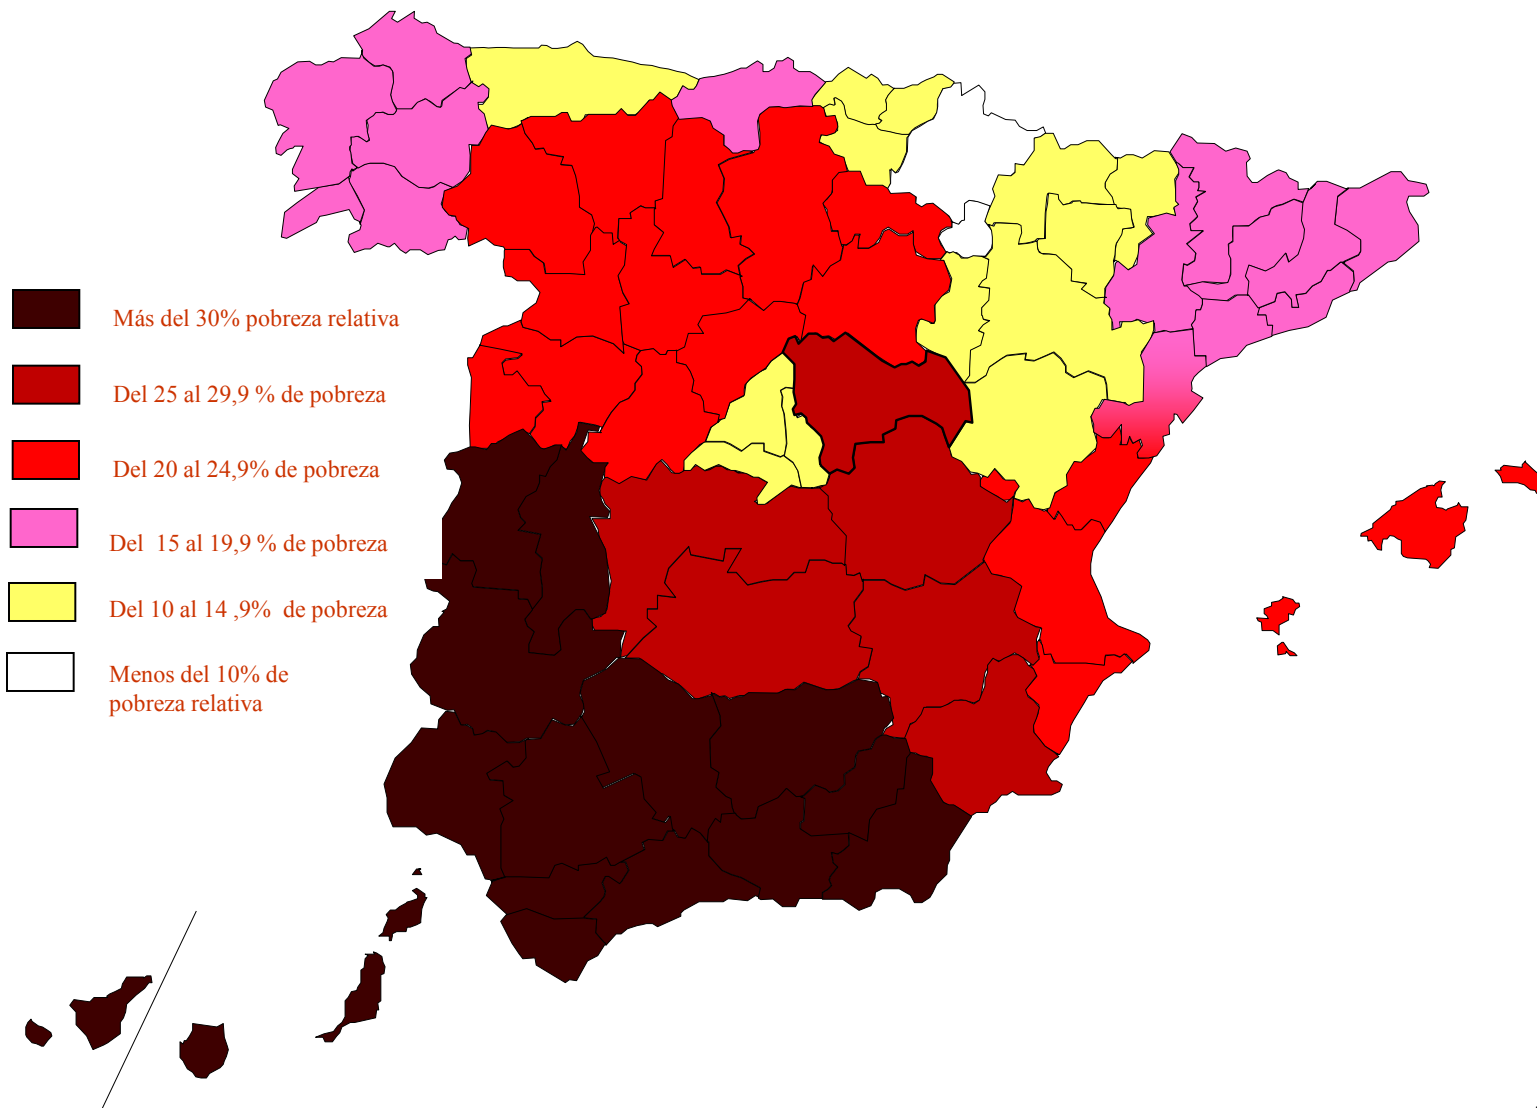 Más del 30% pobreza relativa
Del 25 al 29,9 % de pobreza
Del 20 al 24,9% de pobreza
Del  15 al 19,9 % de pobreza
Del 10 al 14 ,9%  de pobreza
Menos del 10% de
pobreza relativa